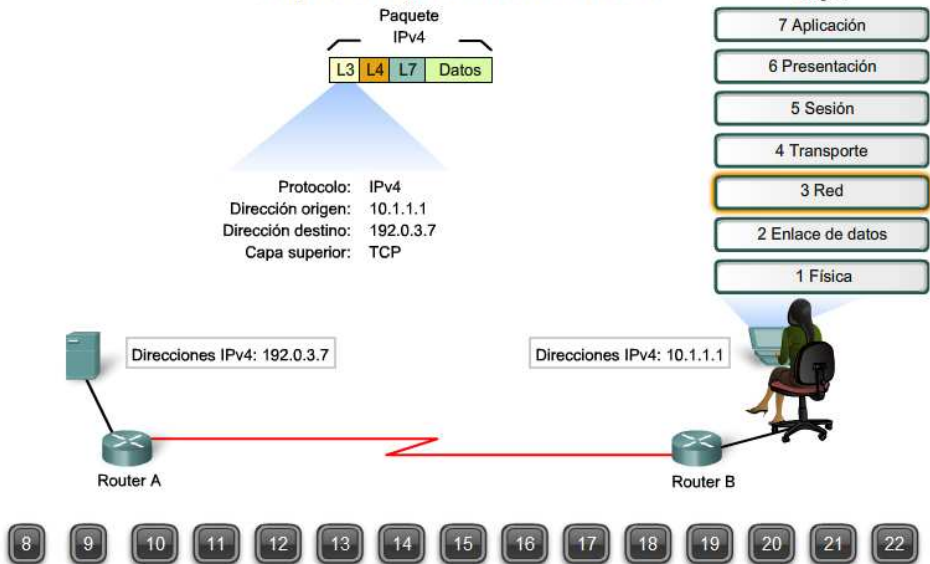 Paquete
IPv4
L3 L4 L7 Datos
Protocolo: IPv4
Dirección origen: 10.1.1.1
Dirección destino: 192.0.3.7
Capa superior: TCP
7 Aplicación
6 Presentación
5 Sesión
4 Transporte
3 Red
2 Enlace de datos
1 Física
Direcciones IPv4: 192.0.3.7
Direcciones IPv4: 10.1.1.1
Router A
Router B
8 9 10 11 12 13 14 15 16 17 18 19 20 21 22